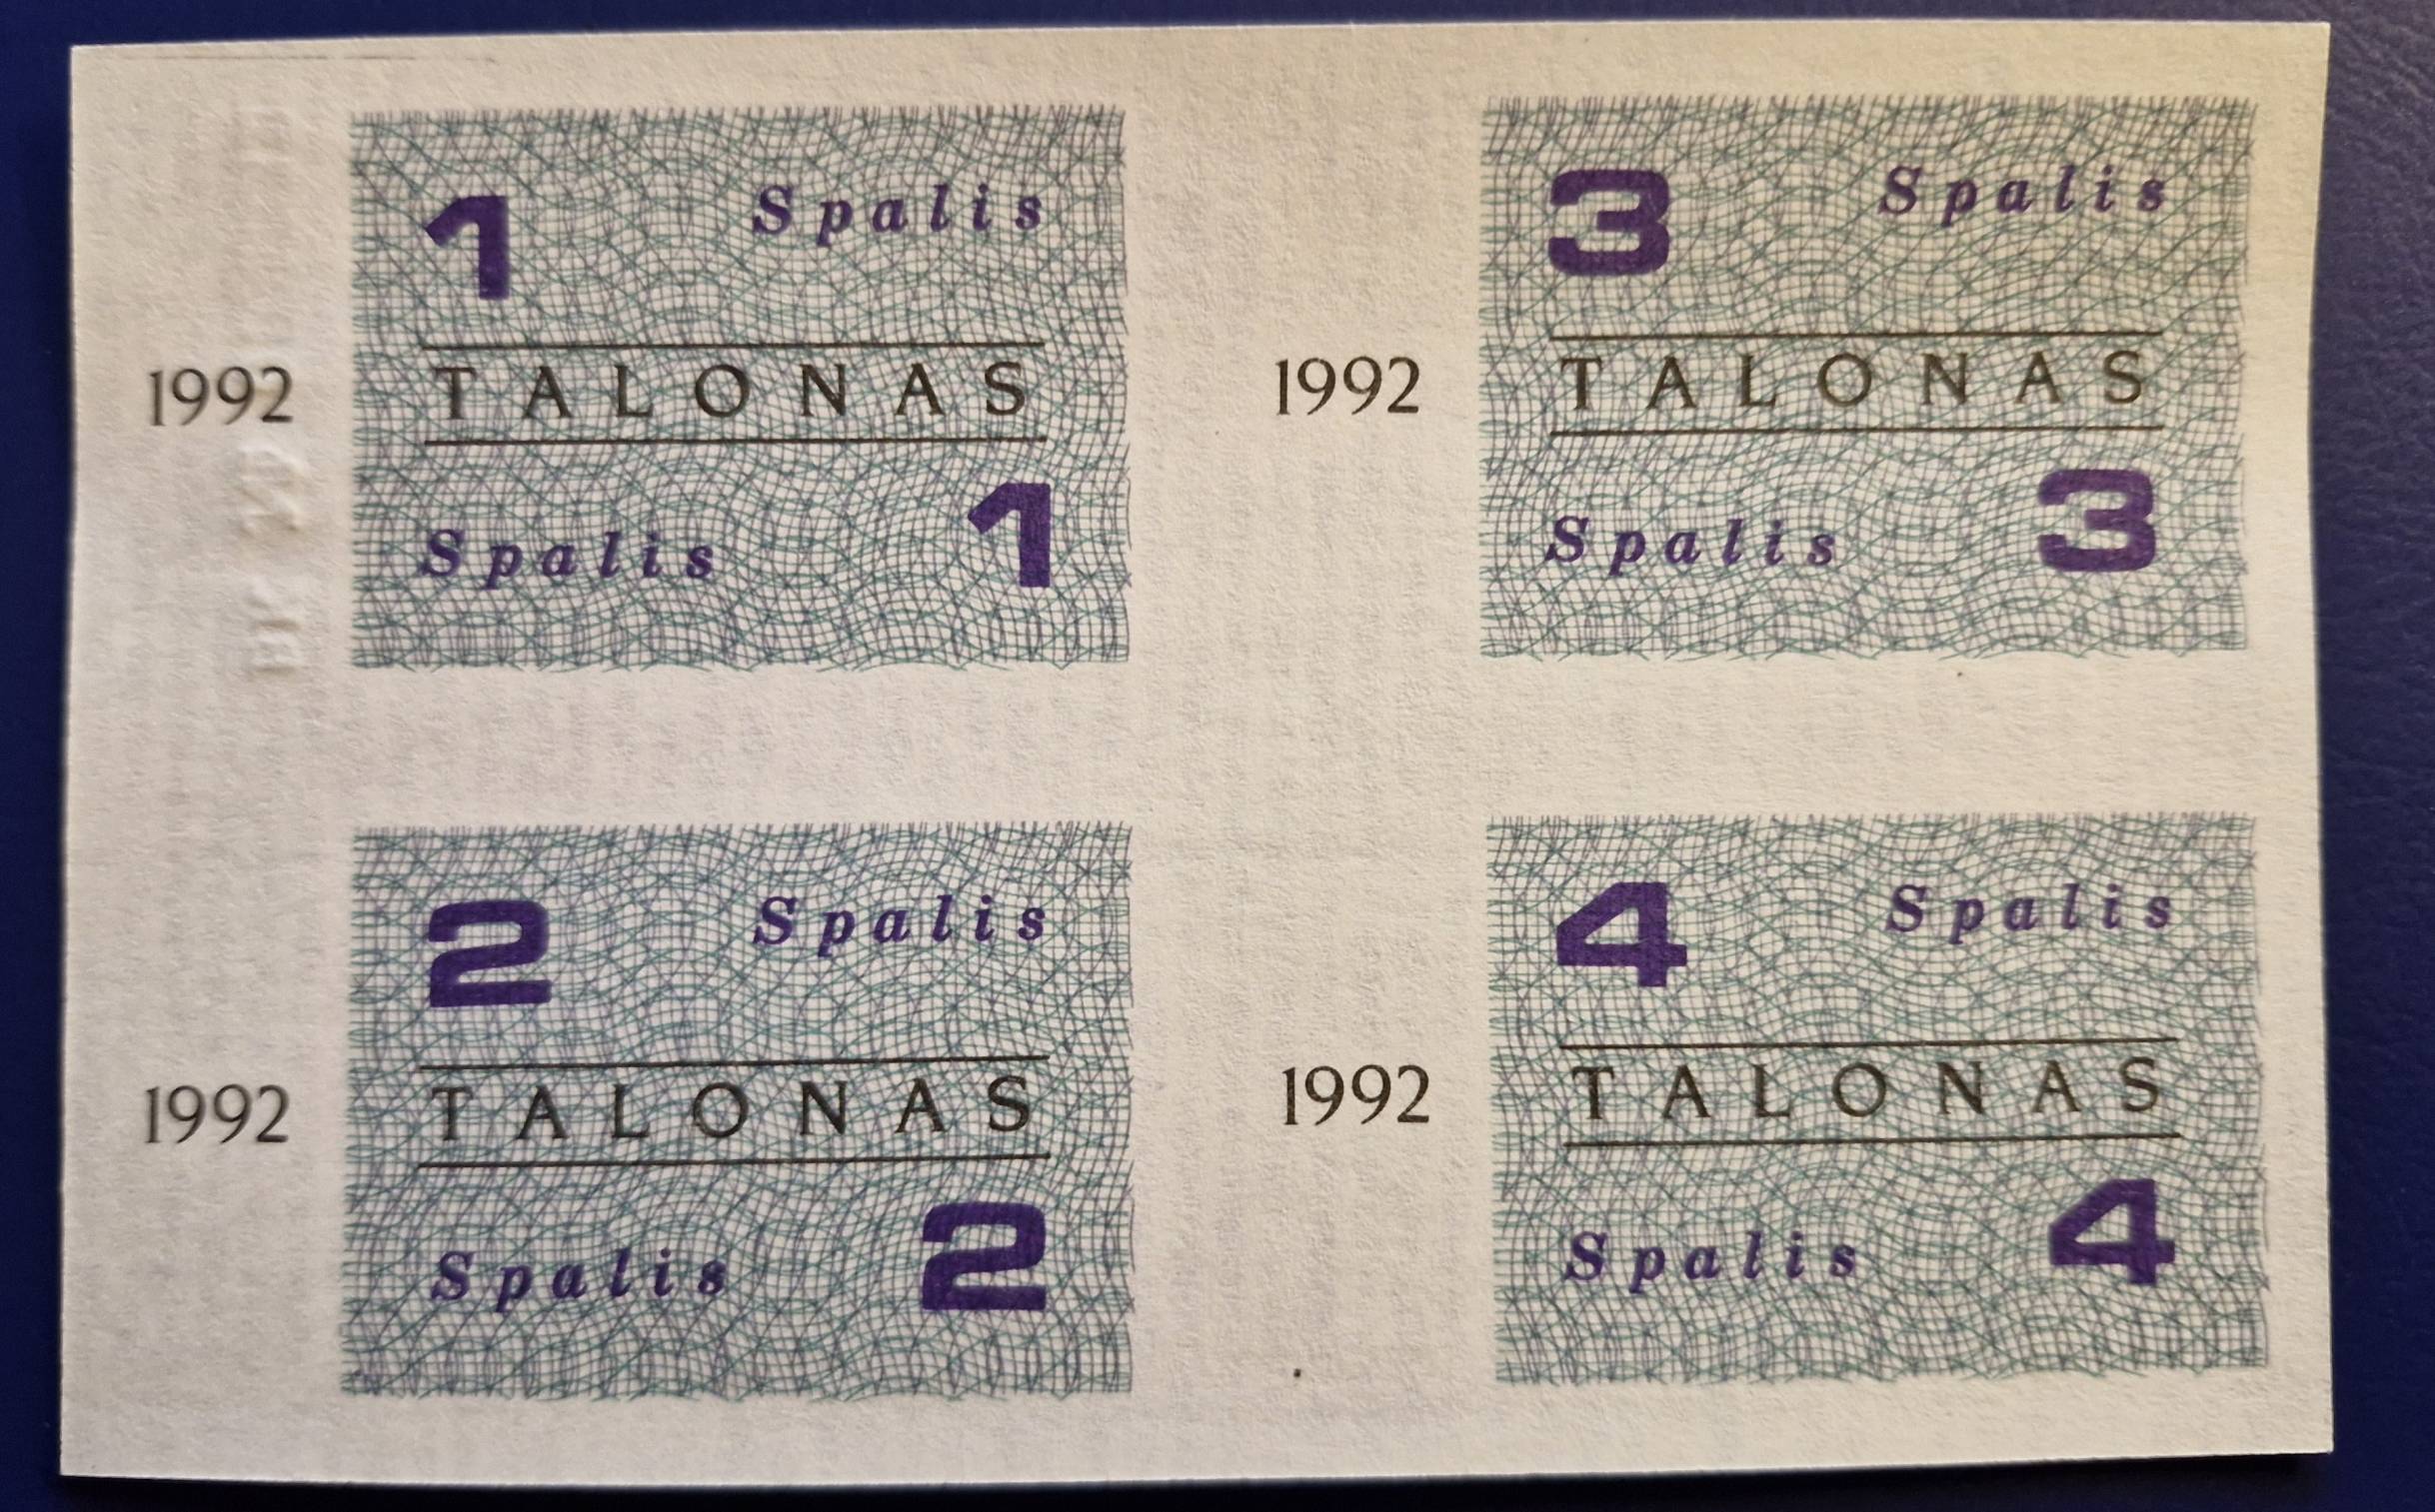 1 Spalis
1992 TALONAS
Spalis 1
3 Spalis
1992 TALONAS
Spalis 3
2 Spalis
1992 TALONAS
Spalis 2
4 Spalis
1992 TALONAS
Spalis 4